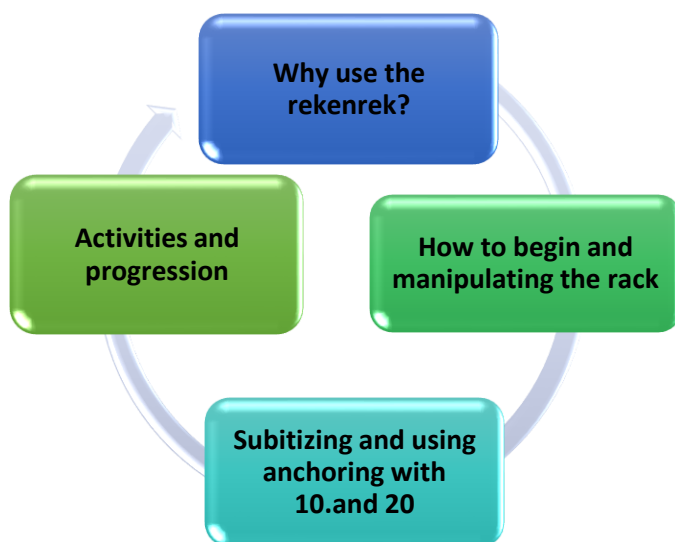 Why use the
rekenrek?
How to begin and
manipulating the rack
Subitizing and using
anchoring with
10.and 20
Activities and
progression